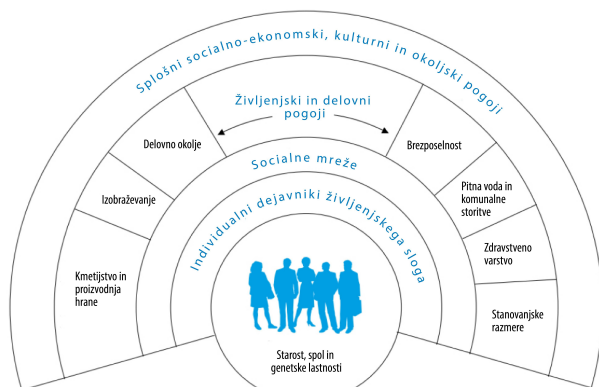 Splošni socialno-ekonomski, kulturni in okoljski pogoji
Življenjski in delovni
pogoji
Delovno okolje
Brezposelnost
Socialne mreže
Izobraževanje
Pitna voda in
komunalne
storitve
Individualni dejavniki življenjskega sloga
Zdravstveno
varstvo
Kmetijstvo in
proizvodnja
hrane
Stanovanjske
razmere
Starost, spol in
genetske lastnosti